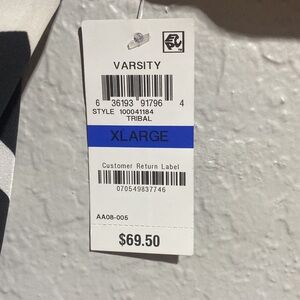 VARSITY
6 36193 91796 4
STYLE 100041184
TRIBAL
XLARGE
Customer Return Label
070549837746
AA08-005
$69.50